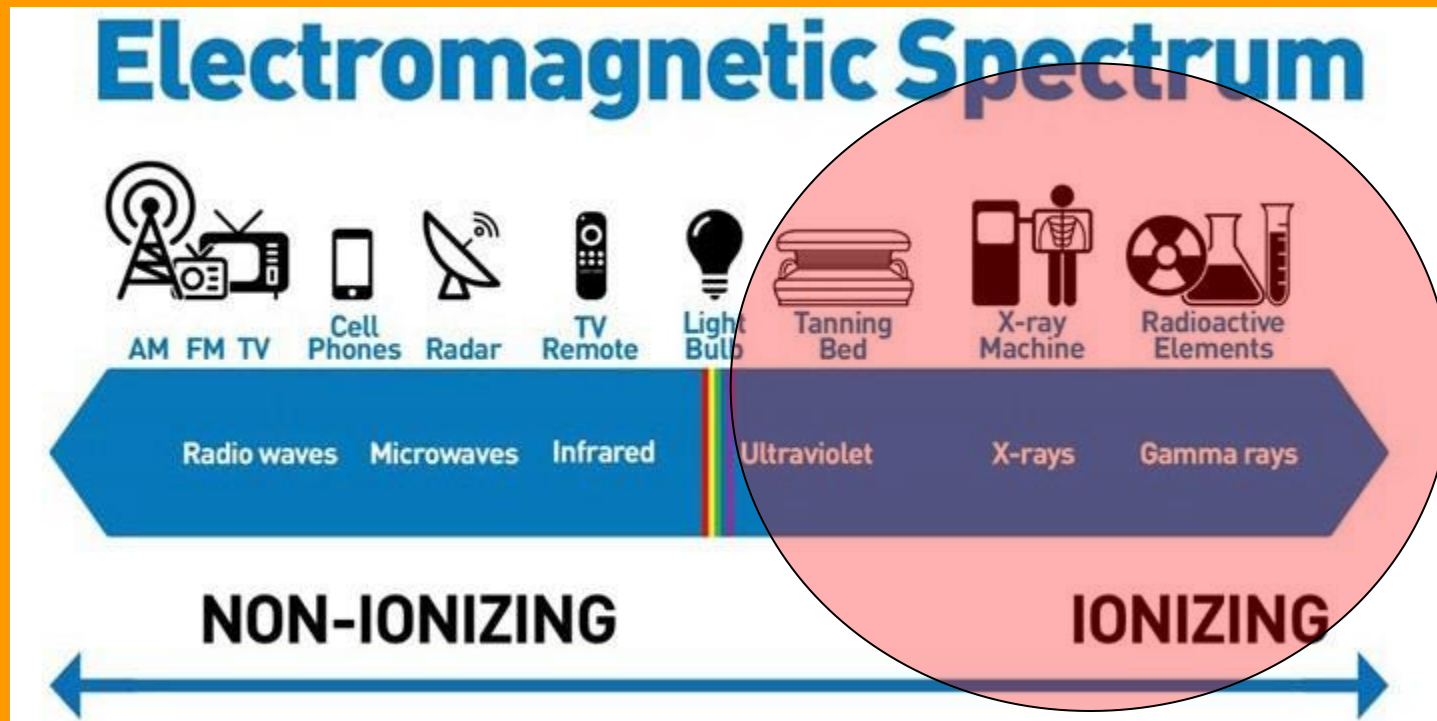 Electromagnetic Spectrum
AM FM TV
Cell
Phones
Radar
TV
Remote
Light
Bulb
Tanning
Bed
X-ray
Machine
Radioactive
Elements
Radio waves Microwaves Infrared Ultraviolet X-rays Gamma rays
NON-IONIZING IONIZING